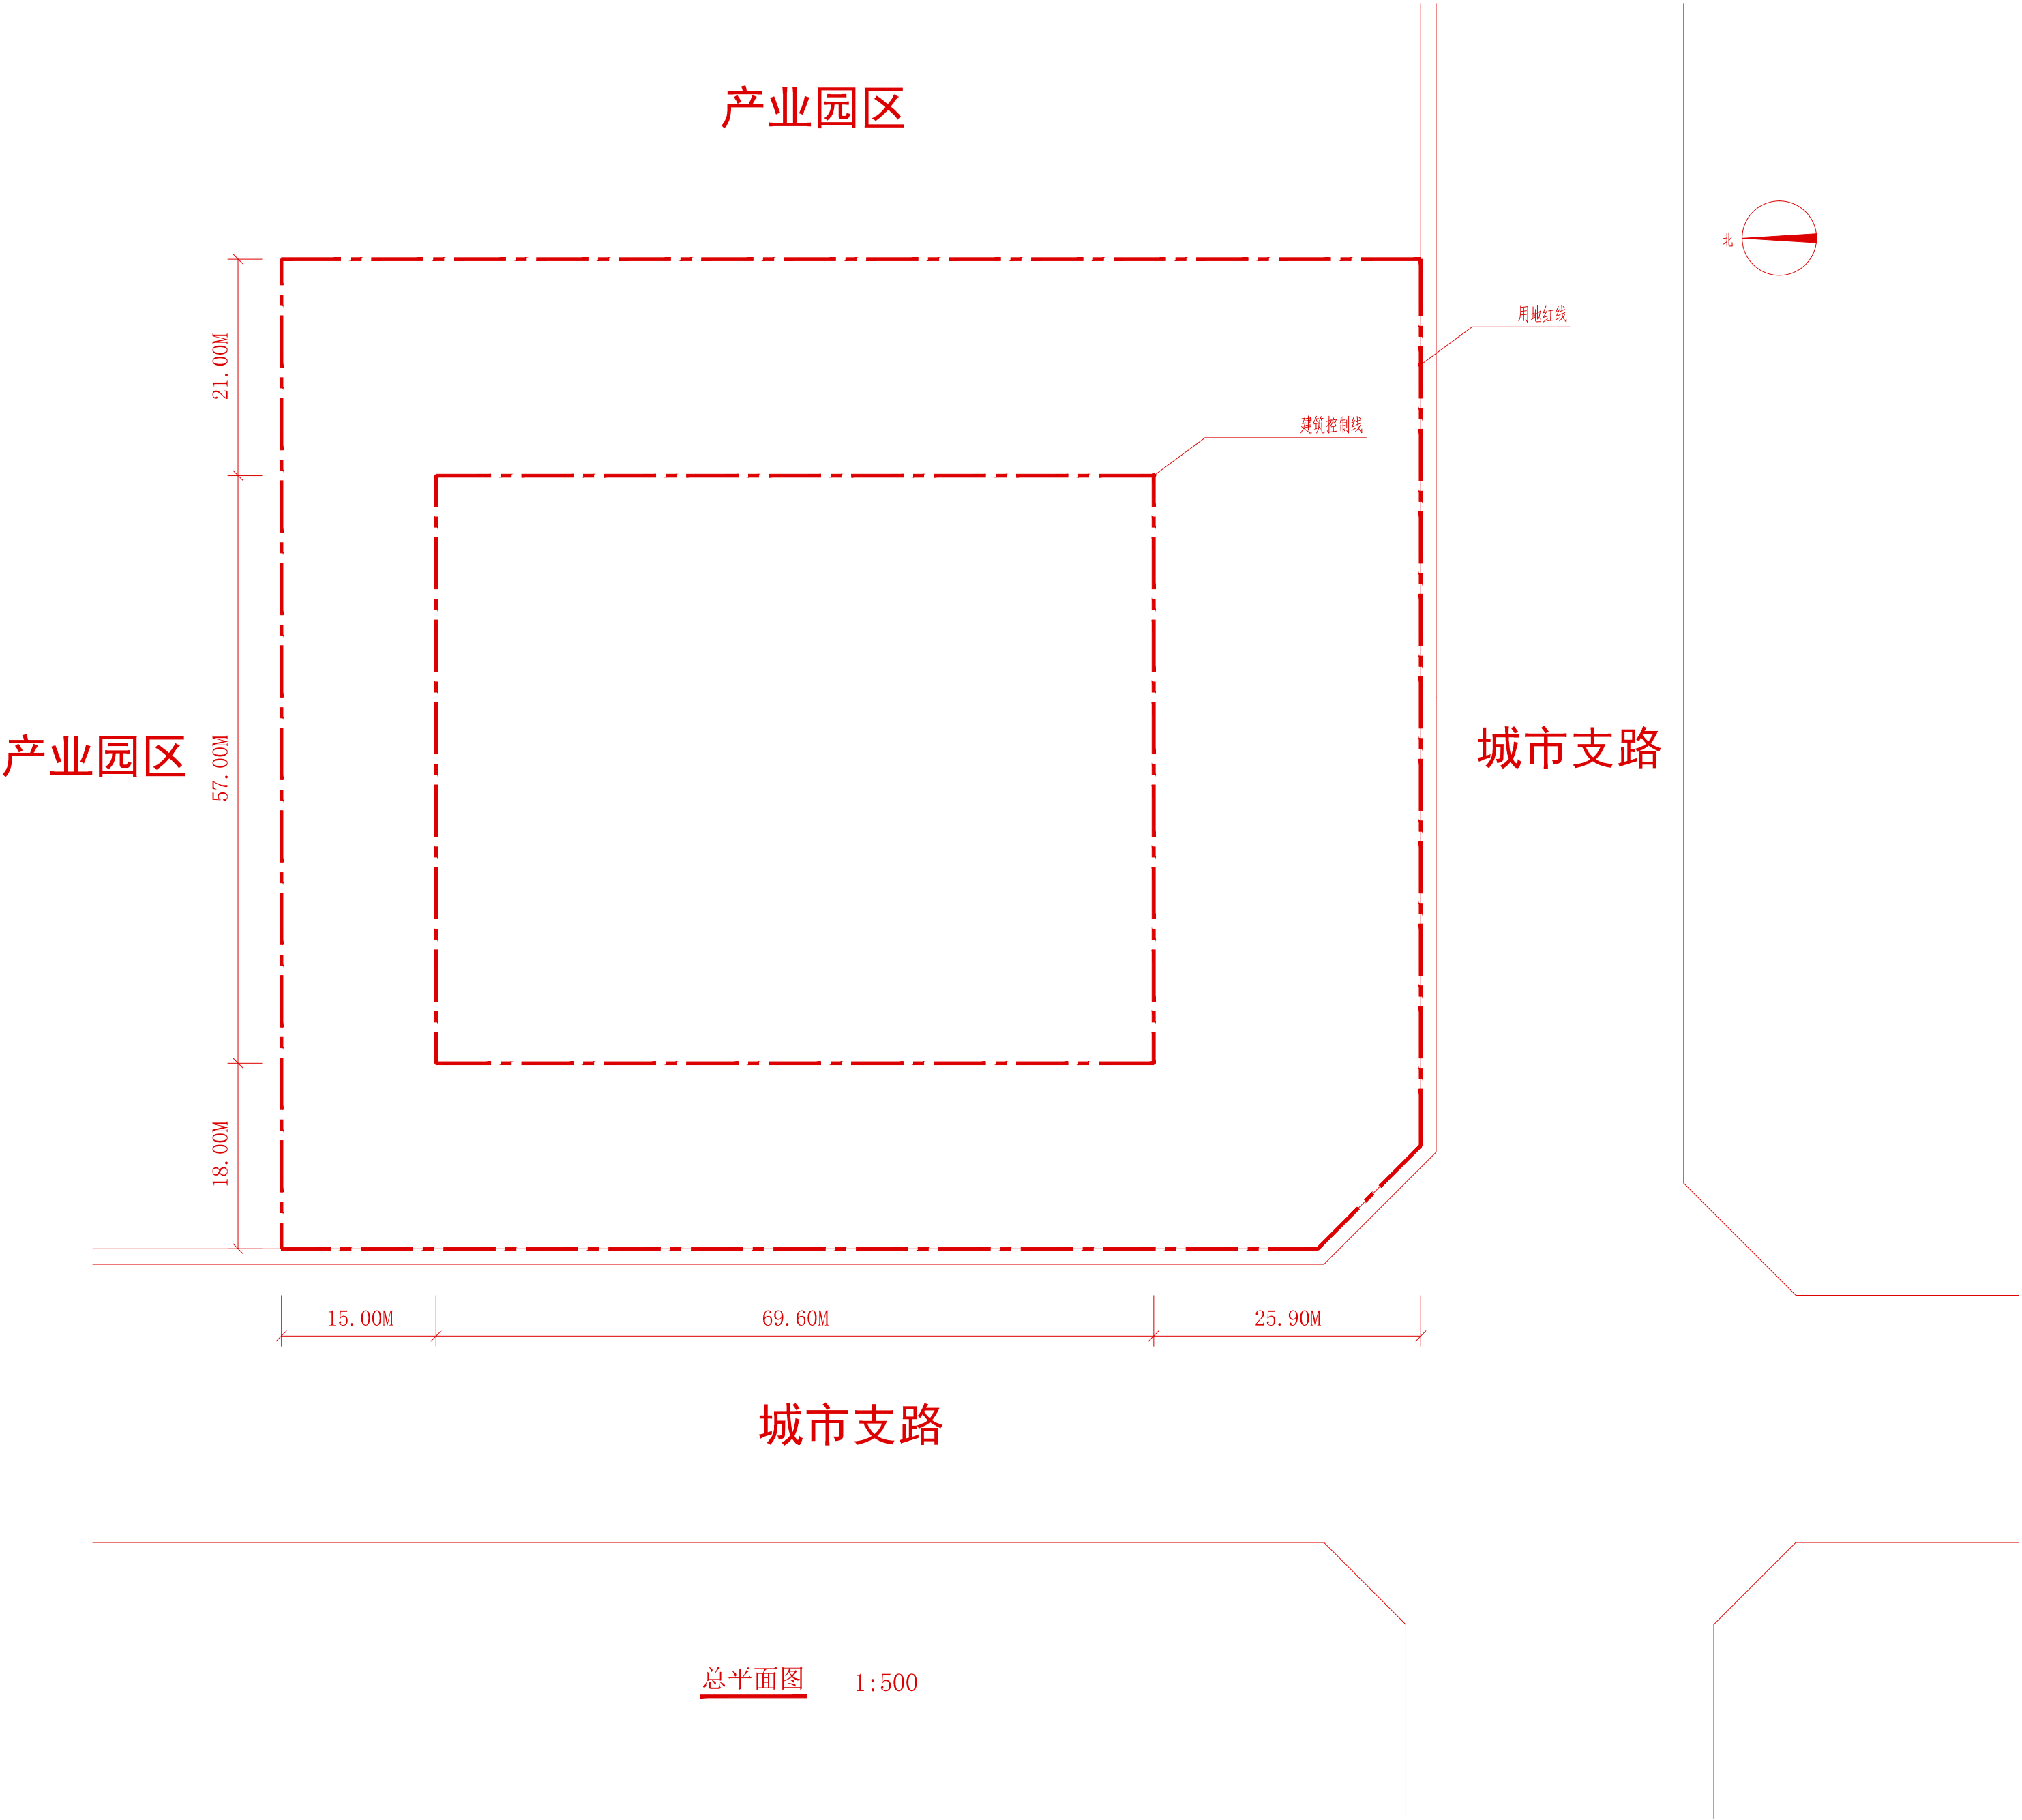 产业园区
北
用地红线
21.00M
建筑控制线
产业园区
57.00M
城市支路
18.00M
15.00M
69.60M
25.90M
城市支路
总平面图 1:500